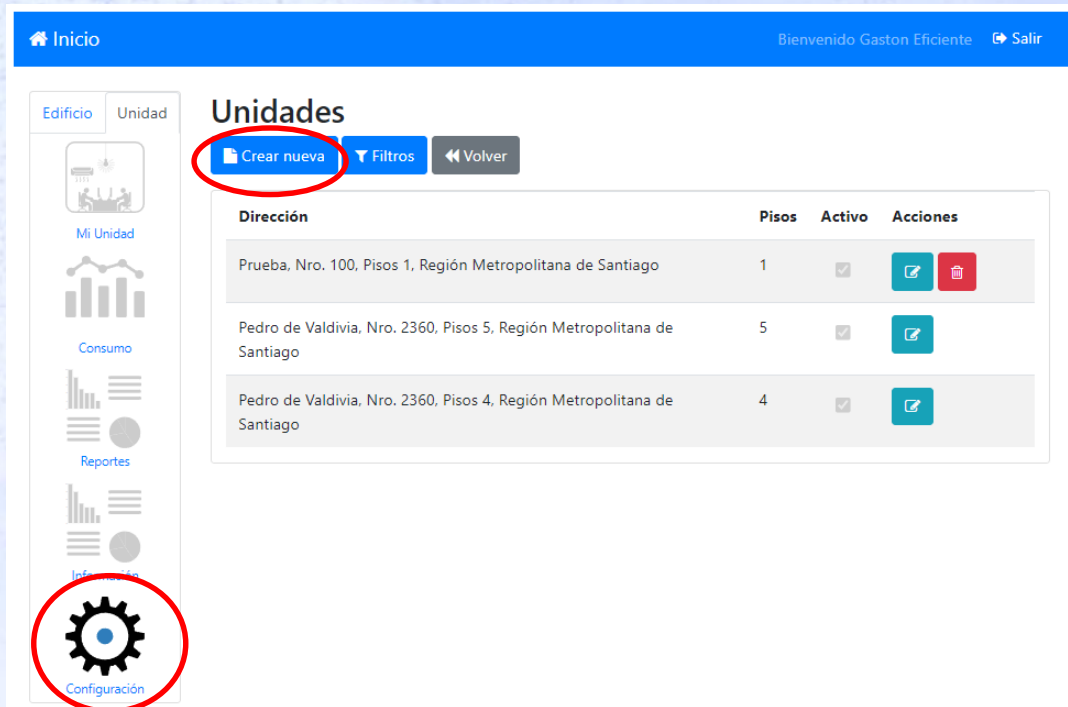 Inicio
Bienvenido Gaston Eficiente Salir
Edificio Unidad
Mi Unidad
Consumo
Reportes
Información
Configuración
Unidades
Crear nueva Filtros Volver
Dirección Pisos Activo Acciones
Prueba, Nro. 100, Pisos 1, Región Metropolitana de Santiago 1
Pedro de Valdivia, Nro. 2360, Pisos 5, Región Metropolitana de 5
Santiago
Pedro de Valdivia, Nro. 2360, Pisos 4, Región Metropolitana de 4
Santiago